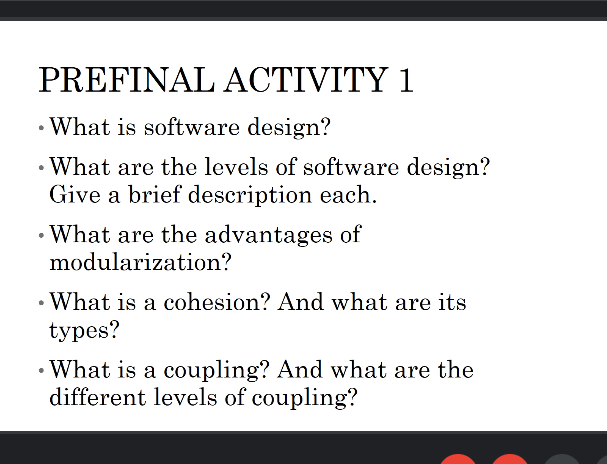 PREFINAL ACTIVITY 1
• What is software design?
• What are the levels of software design?
Give a brief description each.
• What are the advantages of
modularization?
• What is a cohesion? And what are its
types?
• What is a coupling? And what are the
different levels of coupling?